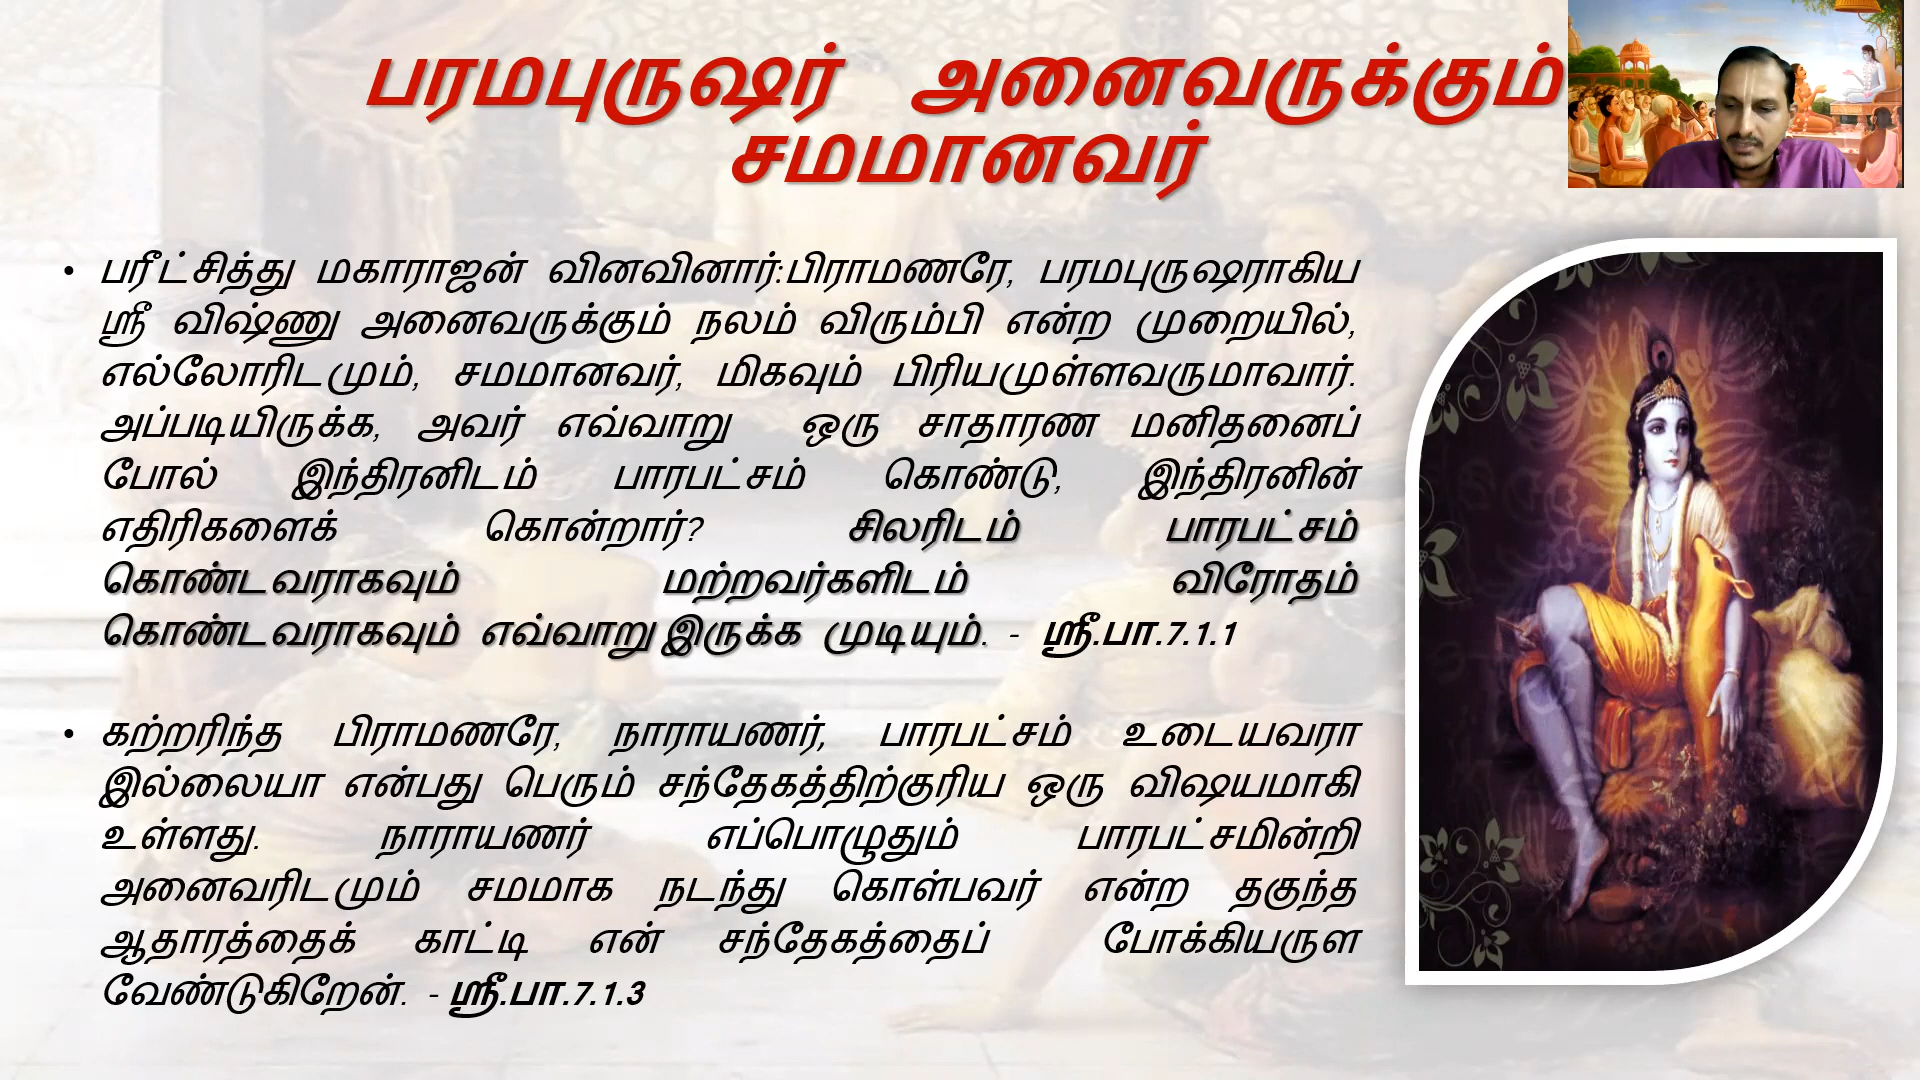 பரமபுருஷர் அனைவருக்கும்
சமமானவர்
• பரீட்சித்து மகாராஜன் வினவினார்:பிராமணரே, பரமபுருஷராகிய
ஸ்ரீ விஷ்ணு அனைவருக்கும் நலம் விரும்பி என்ற முறையில்,
எல்லோரிடமும், சமமானவர், மிகவும் பிரியமுள்ளவருமாவார்.
அப்படியிருக்க, அவர் எவ்வாறு ஒரு சாதாரண மனிதனைப்
போல் இந்திரனிடம் பாரபட்சம் கொண்டு, இந்திரனின்
எதிரிகளைக் கொன்றார்? சிலரிடம் பாரபட்சம்
கொண்டவராகவும் மற்றவர்களிடம் விரோதம்
கொண்டவராகவும் எவ்வாறு இருக்க முடியும். - ஸ்ரீ.பா.7.1.1
• கற்றரிந்த பிராமணரே, நாராயணர், பாரபட்சம் உடையவரா
இல்லையா என்பது பெரும் சந்தேகத்திற்குரிய ஒரு விஷயமாகி
உள்ளது. நாராயணர் எப்பொழுதும் பாரபட்சமின்றி
அனைவரிடமும் சமமாக நடந்து கொள்பவர் என்ற தகுந்த
ஆதாரத்தைக் காட்டி என் சந்தேகத்தைப் போக்கியருள
வேண்டுகிறேன். - ஸ்ரீ.பா.7.1.3